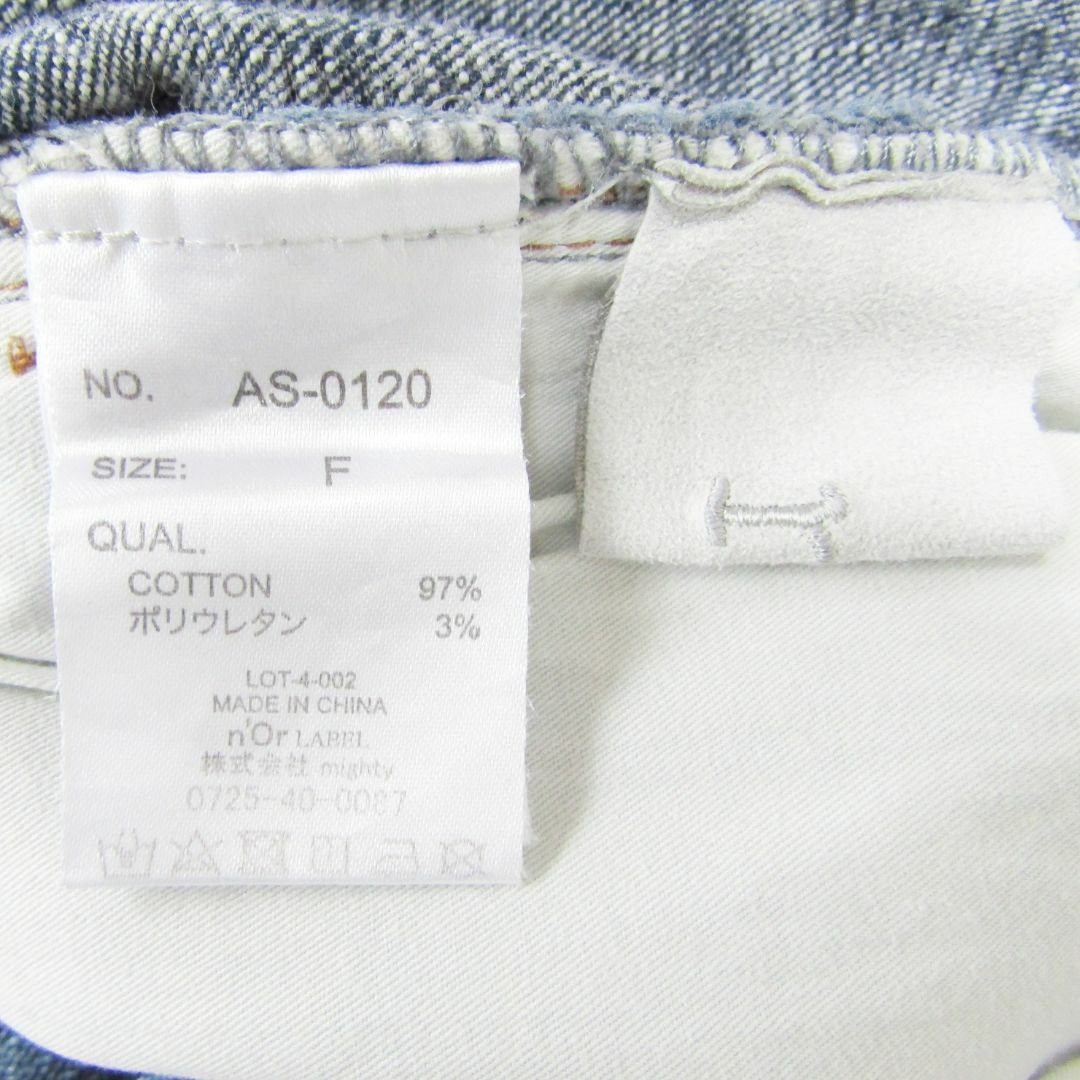 NO. AS-0120
SIZE: F
QUAL.
COTTON 97%
ポリウレタン 3%
LOT-4-002
MADE IN CHINA
n'Or LABEL
株式会社 mighty
0725-40-0087